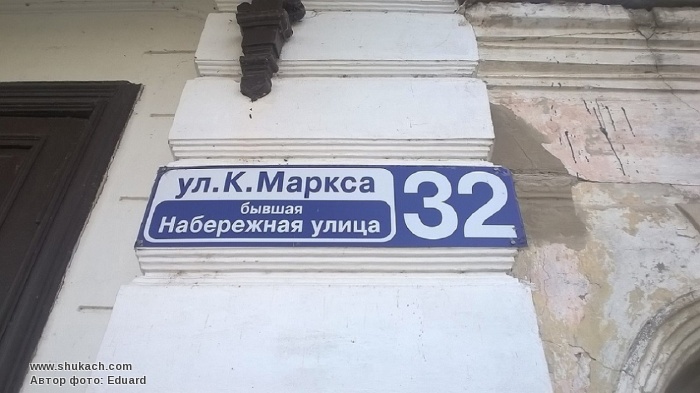 ул.К.Маркса
бывшая
Набережная улица
32
www.shukach.com
Автор фото: Eduard